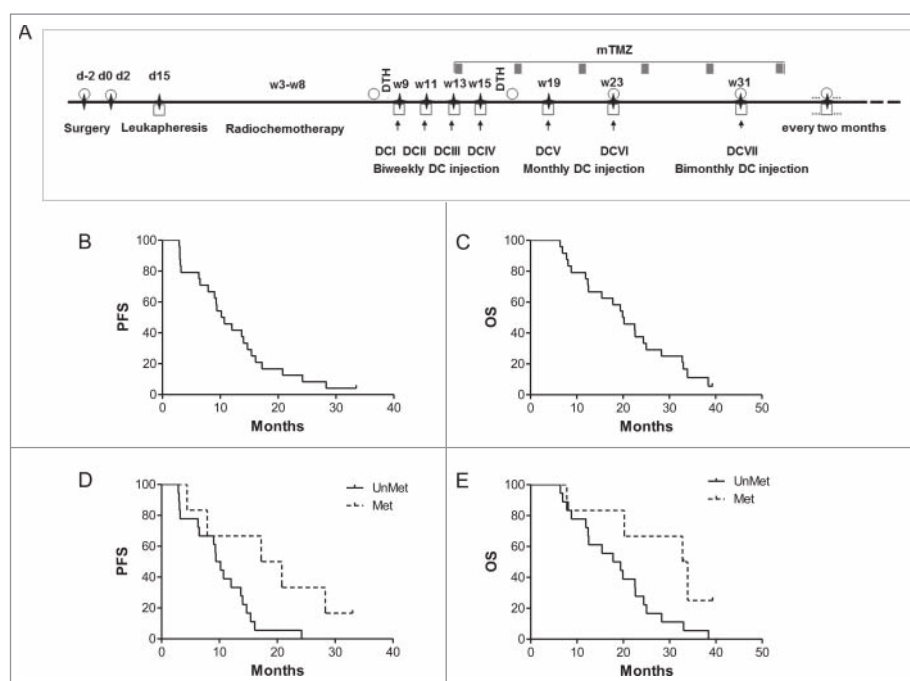 A
mTMZ
d-2 d0 d2 d15 w3-w8 DTH w9 w11 w13 w15 DTH w19 w23 w31
Surgery Leukapheresis Radiochemotherapy every two months
DCI DCII DCIII DCIV DCV DCVI DCVII
Biweekly DC injection Monthly DC injection Bimonthly DC injection
B
PFS
100
80
60
40
20
0
0 10 20 30 40
Months
C
OS
100
80
60
40
20
0
0 10 20 30 40 50
Months
D
UnMet
Met
PFS
100
80
60
40
20
0
0 10 20 30 40
Months
E
UnMet
Met
OS
100
80
60
40
20
0
0 10 20 30 40 50
Months